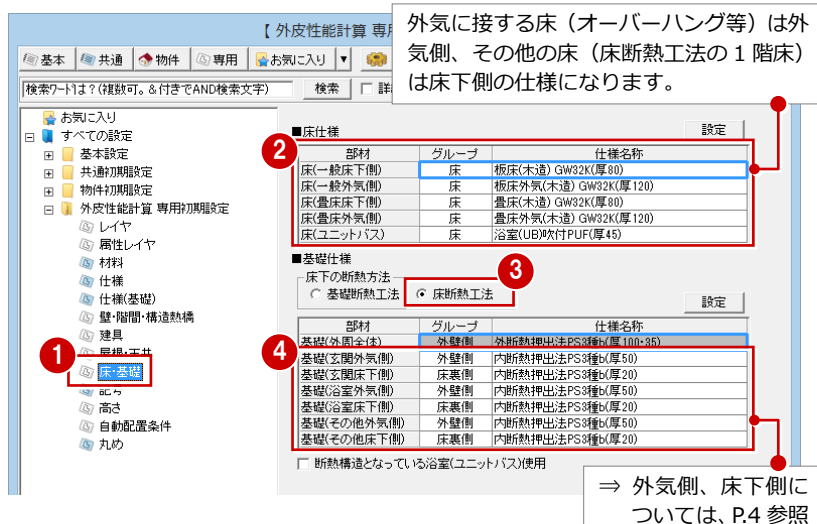 【 外皮性能計算 専用
外気に接する床（オーバーハング等）は外
気側、その他の床（床断熱工法の 1 階床）
は床下側の仕様になります。
基本 共通 物件 専用 お気に入り ▼
検索ワードは？(複数可。＆付きでAND検索文字) 検索
お気に入り
すべての設定
基本設定
共通初期設定
物件初期設定
外皮性能計算 専用初期設定
レイヤ
属性レイヤ
材料
仕様
仕様(基礎)
壁・階間・構造熱橋
建具
屋根・天井
1
床・基礎
記号
高さ
自動配置条件
丸め
■床仕様 設定
2
部材 グループ 仕様名称
床(一般床下側) 床 板床(木造) GW32K(厚80)
床(一般外気側) 床 板床外気(木造) GW32K(厚120)
床(畳床床下側) 床 畳床(木造) GW32K(厚80)
床(畳床外気側) 床 畳床外気(木造) GW32K(厚120)
床(ユニットバス) 床 浴室(UB)吹付PUF(厚45)
■基礎仕様
床下の断熱方法
3
基礎断熱工法 床断熱工法
設定
部材 グループ 仕様名称
基礎(外周全体) 外壁側 外断熱押出法PS3種b(厚100・35)
4
基礎(玄関外気側) 外壁側 内断熱押出法PS3種b(厚50)
基礎(玄関床下側) 床裏側 内断熱押出法PS3種b(厚20)
基礎(浴室外気側) 外壁側 内断熱押出法PS3種b(厚50)
基礎(浴室床下側) 床裏側 内断熱押出法PS3種b(厚20)
基礎(その他外気側) 外壁側 内断熱押出法PS3種b(厚50)
基礎(その他床下側) 床裏側 内断熱押出法PS3種b(厚20)
断熱構造となっている浴室(ユニットバス)使用
⇒ 外気側、床下側に
ついては、P.4 参照